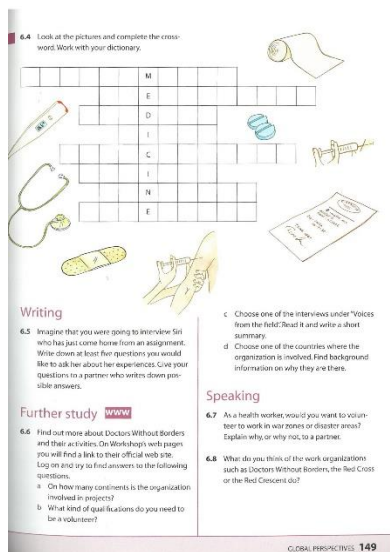 6.4 Look at the pictures and complete the cross-
word. Work with your dictionary.
M
E
D
I
C
I
N
E
Writing
6.5 Imagine that you were going to interview Siri
who has just come home from an assignment.
Write down at least five questions you would
like to ask her about her experiences. Give your
questions to a partner who writes down pos-
sible answers.
Further study www
6.6 Find out more about Doctors Without Borders
and their activities. On Workshop's web pages
you will find a link to their official web site.
Log on and try to find answers to the following
questions.
a On how many continents is the organization
involved in projects?
b What kind of qualifications do you need to
be a volunteer?
c Choose one of the interviews under "Voices
from the field". Read it and write a short
summary.
d Choose one of the countries where the
organization is involved. Find background
information on why they are there.
Speaking
6.7 As a health worker, would you want to volun-
teer to work in war zones or disaster areas?
Explain why, or why not, to a partner.
6.8 What do you think of the work organizations
such as Doctors Without Borders, the Red Cross
or the Red Crescent do?
GLOBAL PERSPECTIVES 149